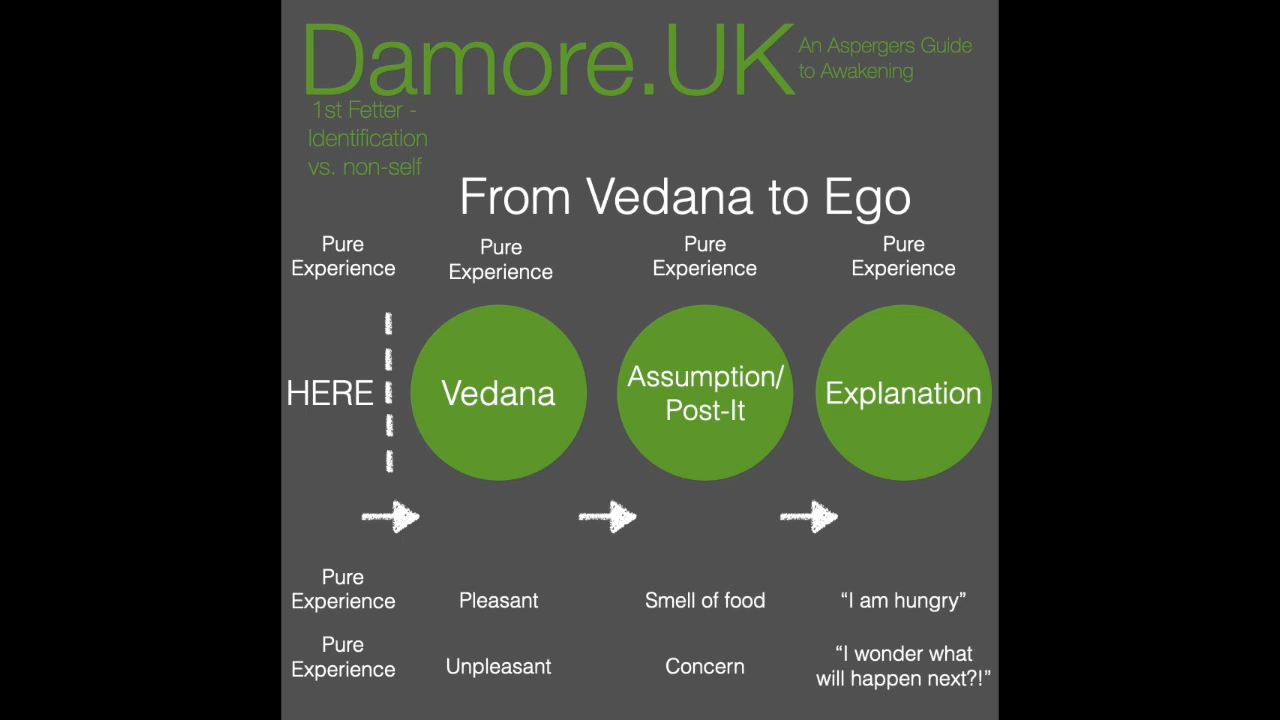 Damore.UK
An Aspergers Guide
to Awakening
1st Fetter -
Identification
vs. non-self
From Vedana to Ego
Pure
Experience
Pure
Experience
Pure
Experience
Pure
Experience
HERE
Vedana
Assumption/
Post-It
Explanation
Pure
Experience
Pleasant
Smell of food
“I am hungry”
Pure
Experience
Unpleasant
Concern
“I wonder what
will happen next?!”